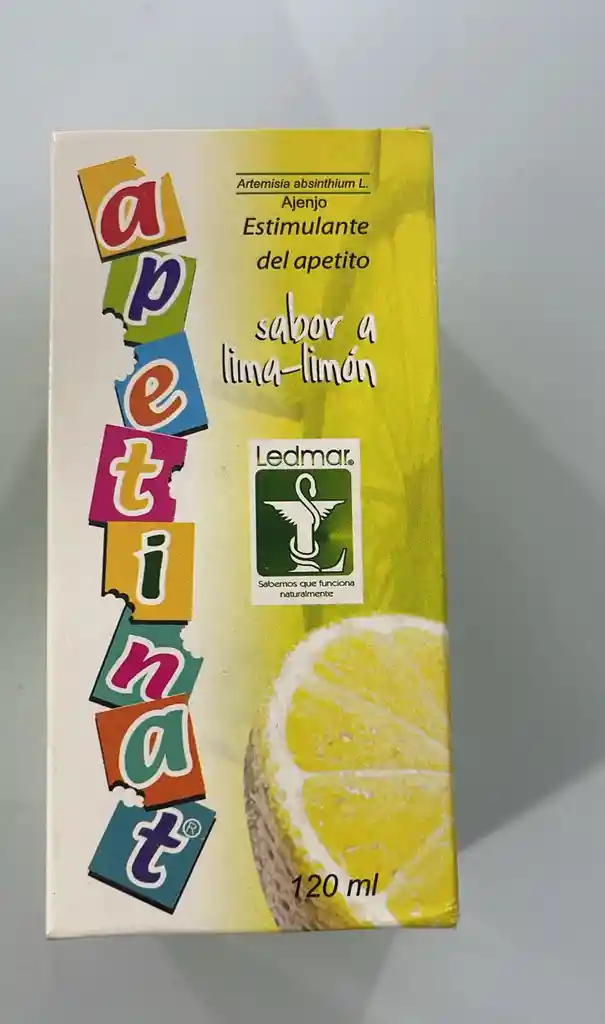 apetinat®
Artemisia absinthium L.
Ajenjo
Estimulante
del apetito
sabor a
lima-limón
Ledmar®
L
Sabemos que funciona
naturalmente
120 ml